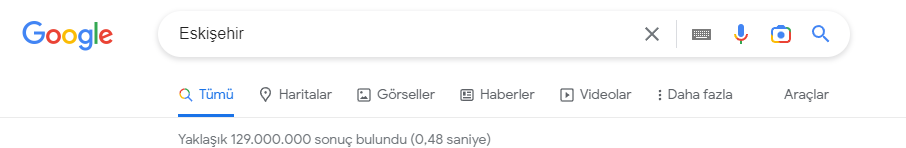 Google Eskişehir
Tümü Haritalar Görseller Haberler Videolar Daha fazla Araçlar
Yaklaşık 129.000.000 sonuç bulundu (0,48 saniye)